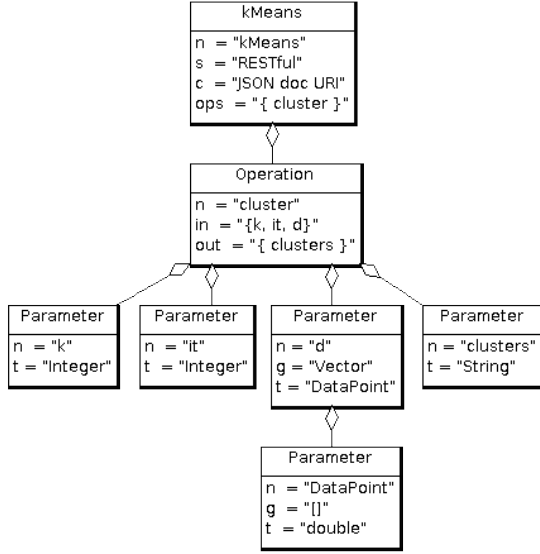 kMeans
n = "kMeans"
s = "RESTful"
c = "JSON doc URI"
ops = "{ cluster }"
Operation
n = "cluster"
in = "{k, it, d}"
out = "{ clusters }"
Parameter
n = "k"
t = "Integer"
Parameter
n = "it"
t = "Integer"
Parameter
n = "d"
g = "Vector"
t = "DataPoint"
Parameter
n = "clusters"
t = "String"
Parameter
n = "DataPoint"
g = "[]"
t = "double"